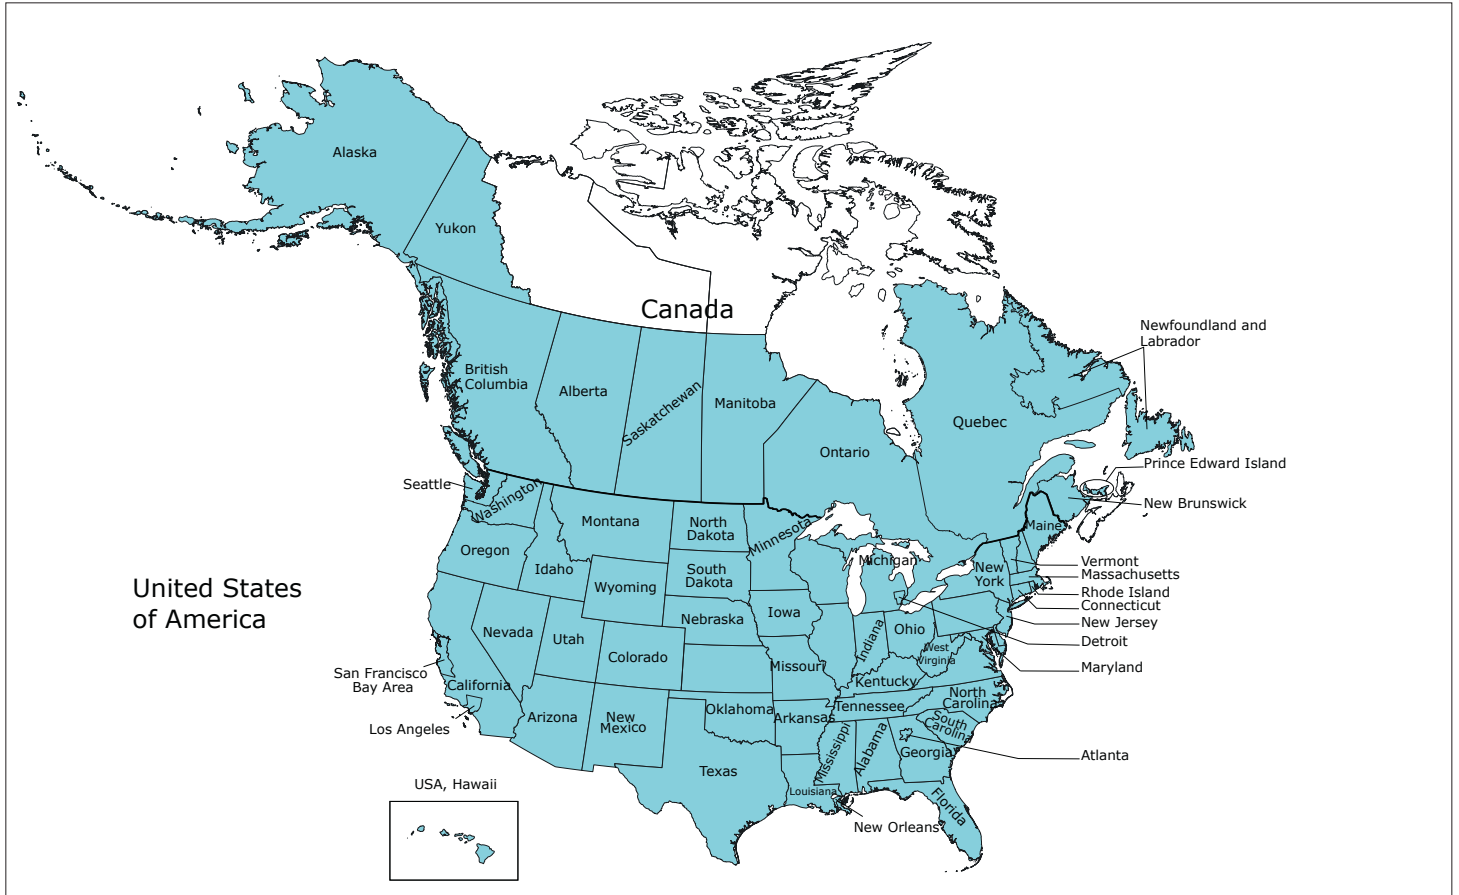 Alaska
Yukon
Canada
Newfoundland and
Labrador
British
Columbia
Alberta
Saskatchewan
Manitoba
Ontario
Quebec
Prince Edward Island
New Brunswick
Seattle
Washington
Montana
North
Dakota
Minnesota
Maine
Oregon
Idaho
Wyoming
South
Dakota
Michigan
New
York
Vermont
Massachusetts
Rhode Island
Connecticut
New Jersey
Detroit
Maryland
United States
of America
Nevada
Utah
Colorado
Nebraska
Iowa
Missouri
Indiana
Ohio
West
Virginia
Kentucky
San Francisco
Bay Area
California
Los Angeles
Arizona
New
Mexico
Oklahoma
Arkansas
Tennessee
North
Carolina
South
Carolina
Georgia
Atlanta
Texas
Louisiana
Mississippi
Alabama
Florida
New Orleans
USA, Hawaii